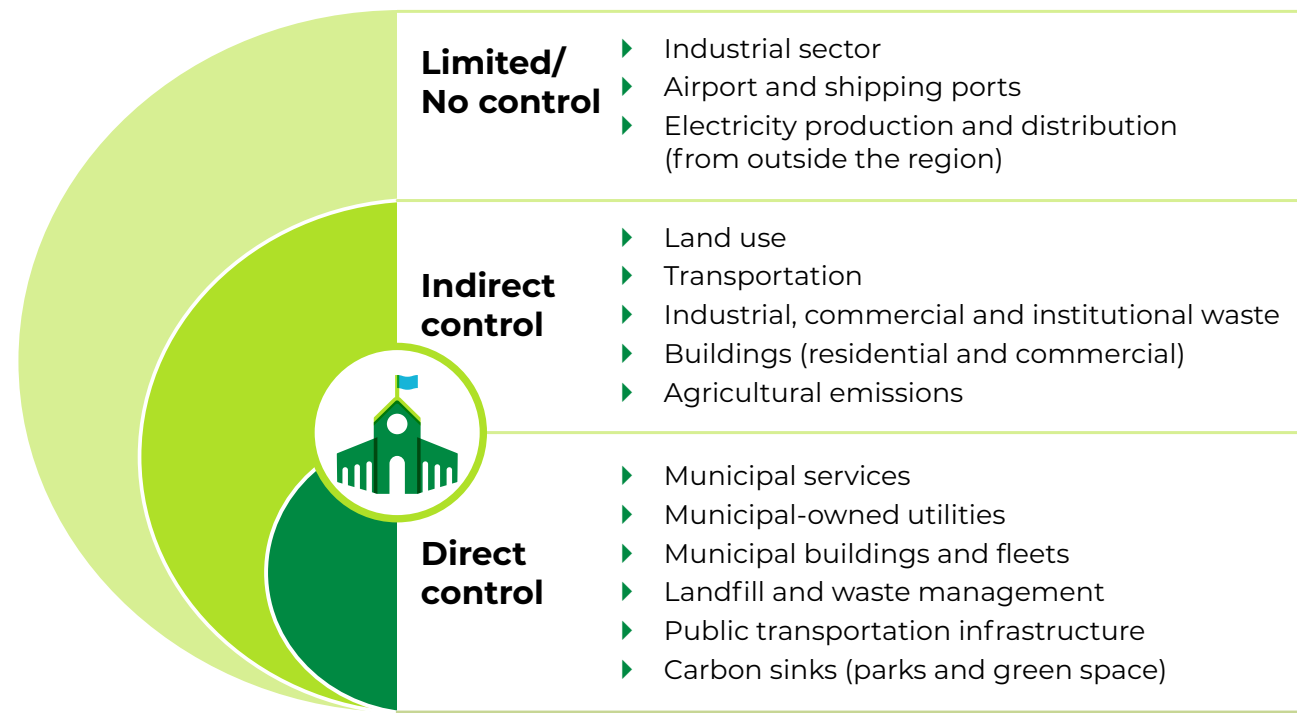 Limited/
No control
Industrial sector
Airport and shipping ports
Electricity production and distribution
(from outside the region)
Indirect
control
Land use
Transportation
Industrial, commercial and institutional waste
Buildings (residential and commercial)
Agricultural emissions
Direct
control
Municipal services
Municipal-owned utilities
Municipal buildings and fleets
Landfill and waste management
Public transportation infrastructure
Carbon sinks (parks and green space)